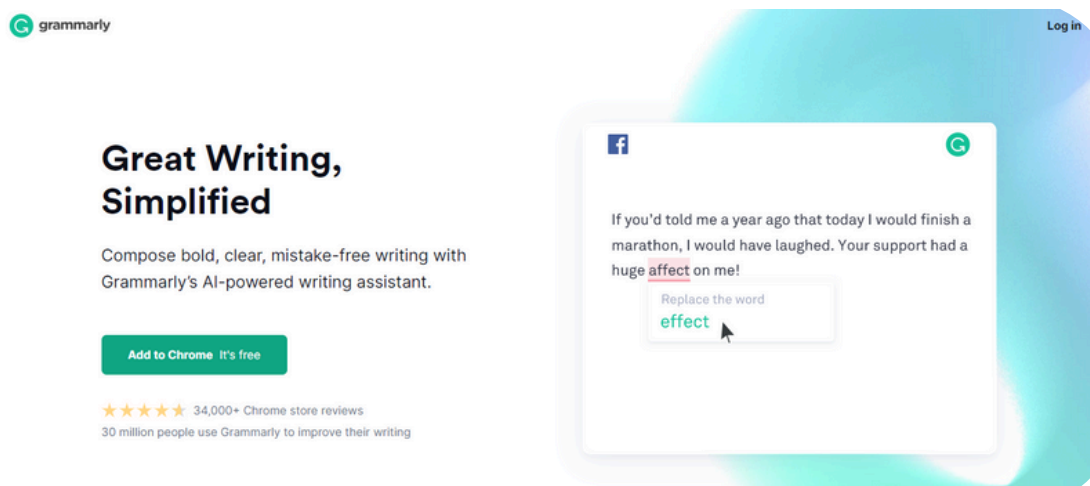 grammarly
Log in
Great Writing,
Simplified
Compose bold, clear, mistake-free writing with
Grammarly's AI-powered writing assistant.
Add to Chrome It's free
34,000+ Chrome store reviews
30 million people use Grammarly to improve their writing
If you'd told me a year ago that today I would finish a
marathon, I would have laughed. Your support had a
huge affect on me!
Replace the word
effect